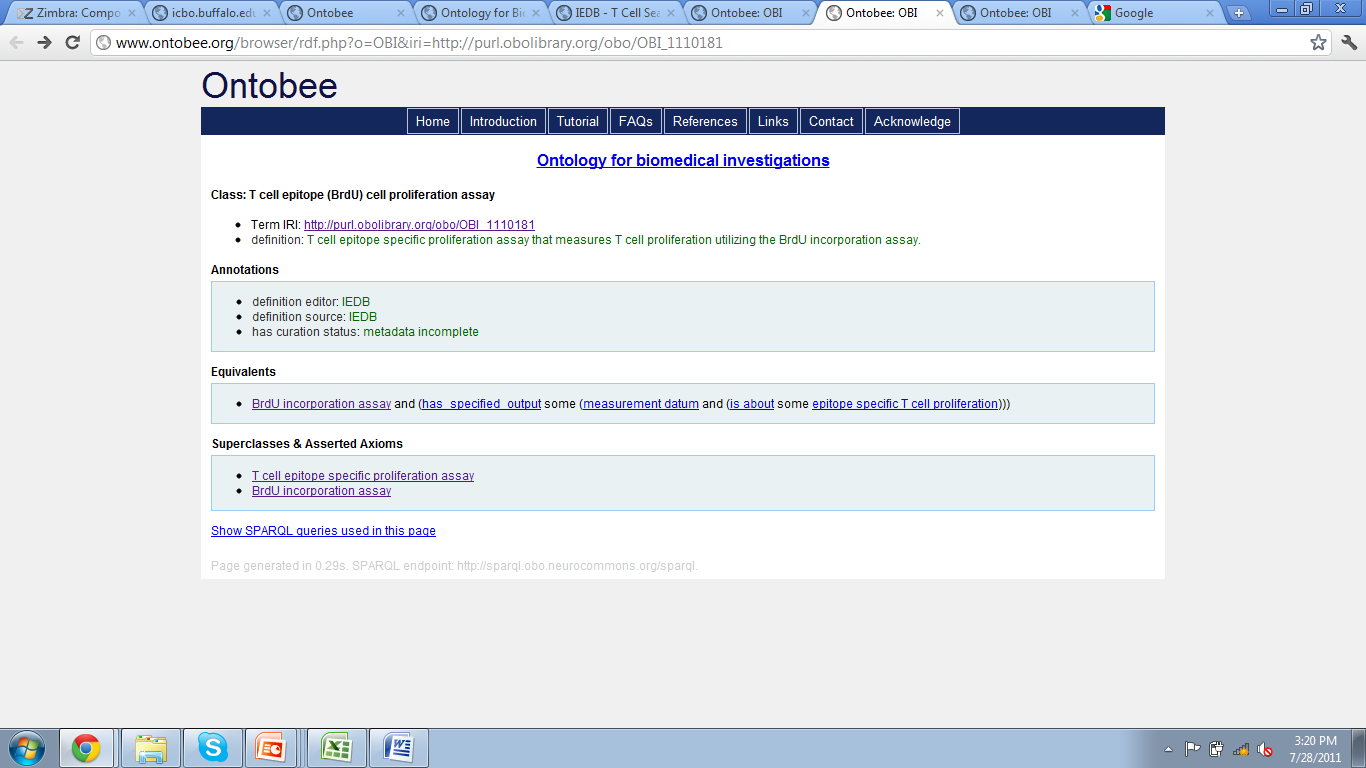 Zimbra: Compo
icbo.buffalo.edu
Ontobee
Ontology for Bio
IEDB - T Cell Sea
Ontobee: OBI
Ontobee: OBI
Ontobee: OBI
Google
www.ontobee.org/browser/rdf.php?o=OBI&iri=http://purl.obolibrary.org/obo/OBI_1110181
Ontobee
Home Introduction Tutorial FAQs References Links Contact Acknowledge
Ontology for biomedical investigations
Class: T cell epitope (BrdU) cell proliferation assay
• Term IRI: http://purl.obolibrary.org/obo/OBI_1110181
• definition: T cell epitope specific proliferation assay that measures T cell proliferation utilizing the BrdU incorporation assay.
Annotations
• definition editor: IEDB
• definition source: IEDB
• has curation status: metadata incomplete
Equivalents
• BrdU incorporation assay and (has_specified_output some (measurement datum and (is about some epitope specific T cell proliferation)))
Superclasses & Asserted Axioms
• T cell epitope specific proliferation assay
• BrdU incorporation assay
Show SPARQL queries used in this page
Page generated in 0.29s. SPARQL endpoint: http://sparql.obo.neurocommons.org/sparql.
3:20 PM
7/28/2011